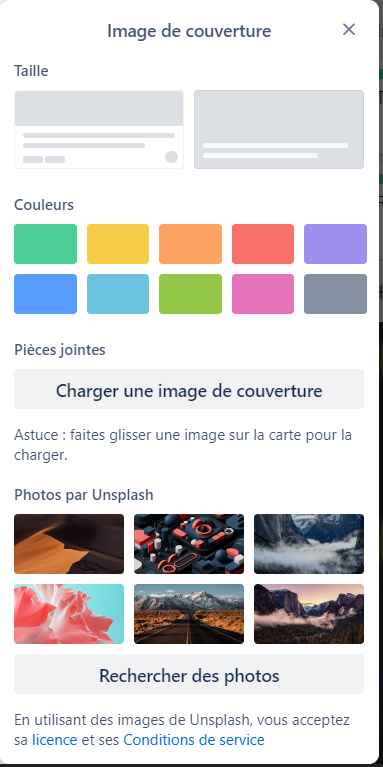 Image de couverture
Taille
Couleurs
Pièces jointes
Charger une image de couverture
Astuce : faites glisser une image sur la carte pour la
charger.
Photos par Unsplash
Rechercher des photos
En utilisant des images de Unsplash, vous acceptez
sa licence et ses Conditions de service